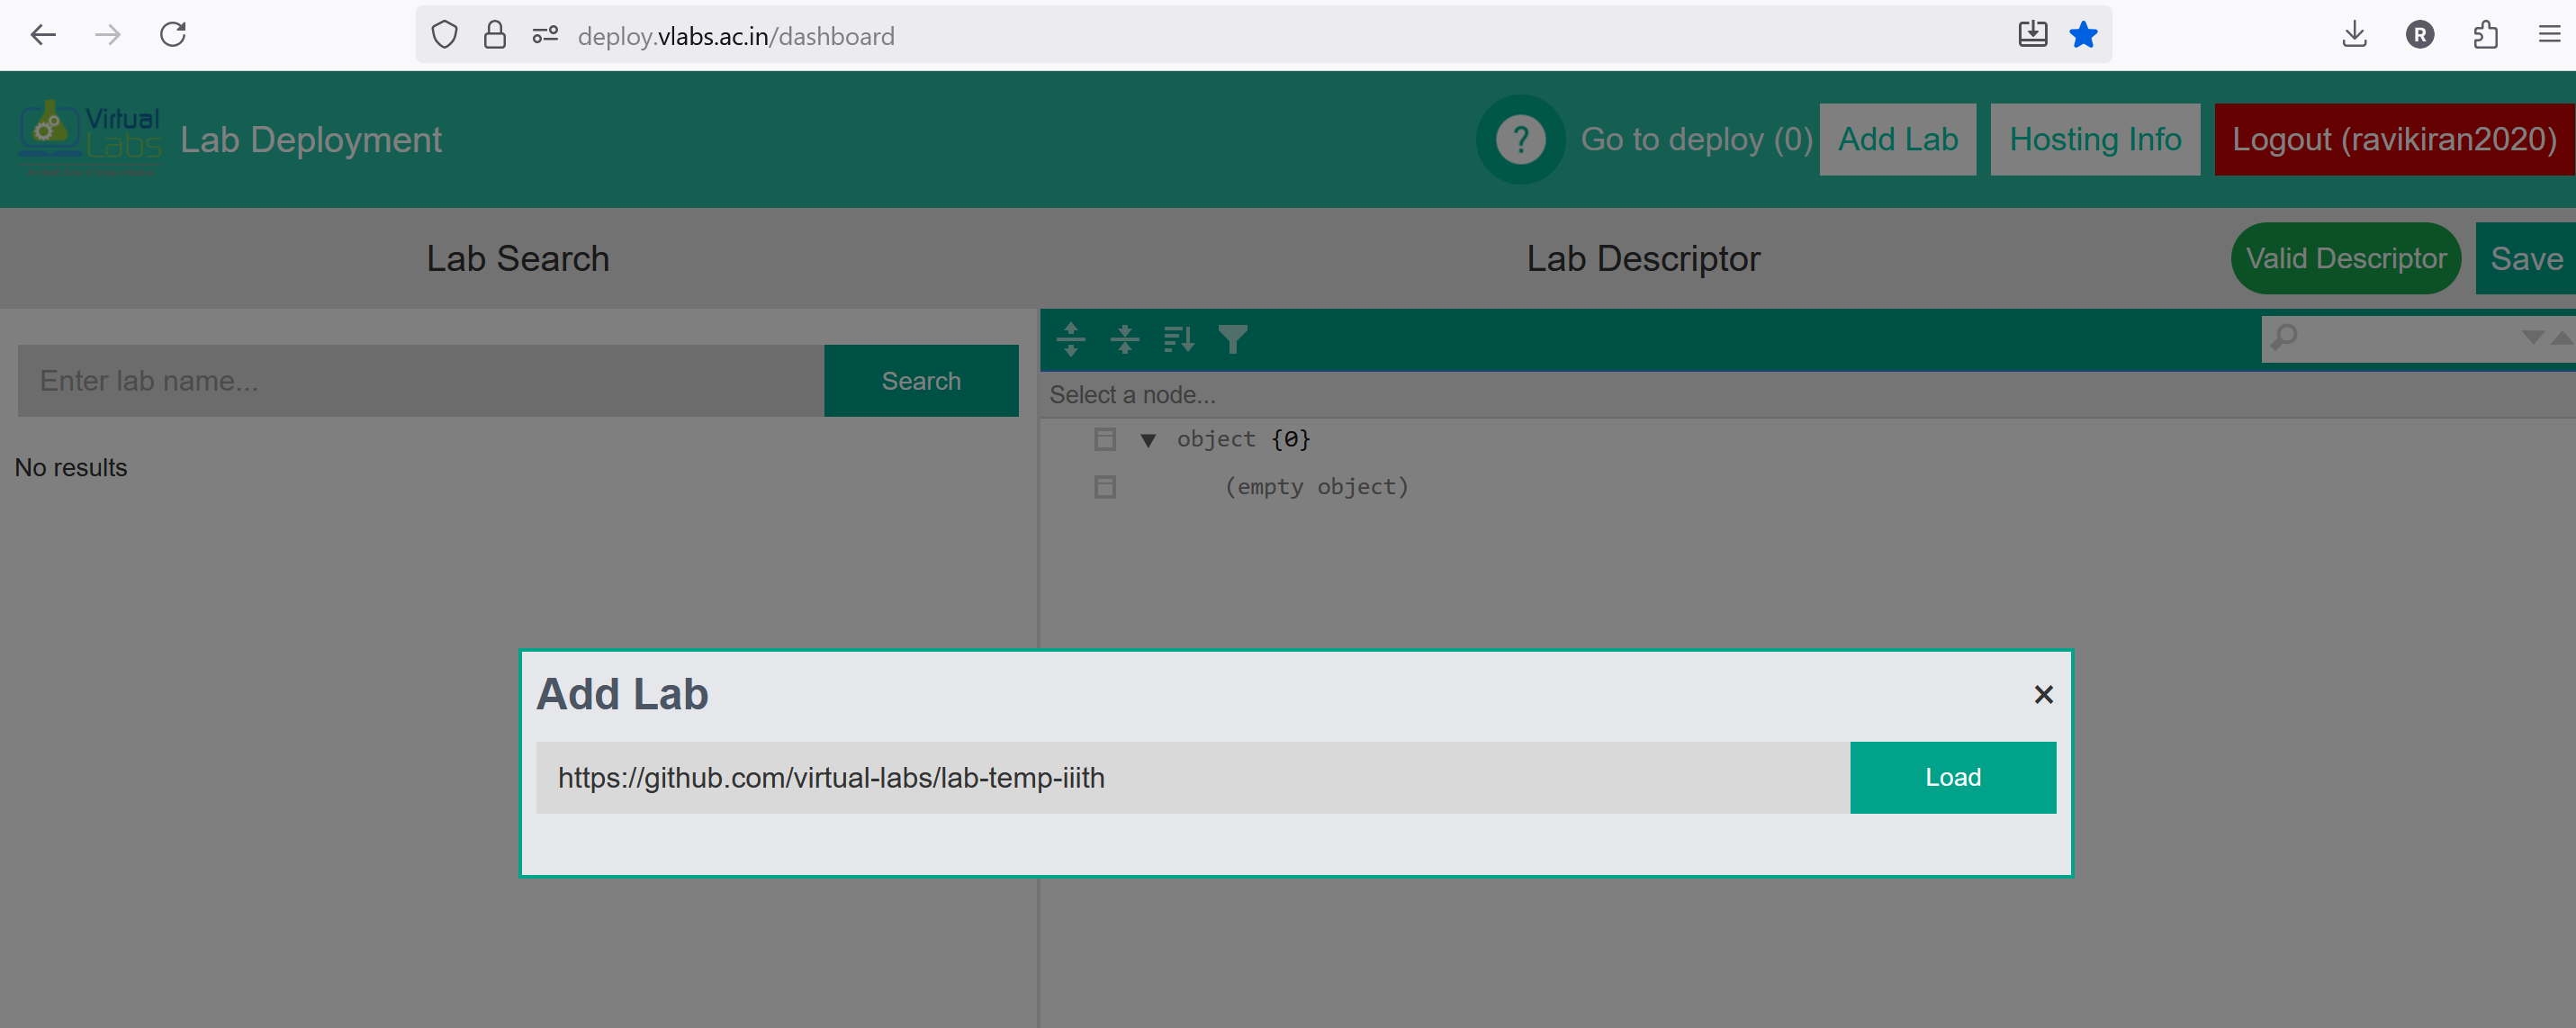 deploy.vlabs.ac.in/dashboard
R
Virtual
Labs
Lab Deployment
?
Go to deploy (0)
Add Lab
Hosting Info
Logout (ravikiran2020)
Lab Search
Lab Descriptor
Valid Descriptor
Save
Enter lab name...
Search
Select a node...
No results
object {0}
(empty object)
Add Lab
×
https://github.com/virtual-labs/lab-temp-iiith
Load